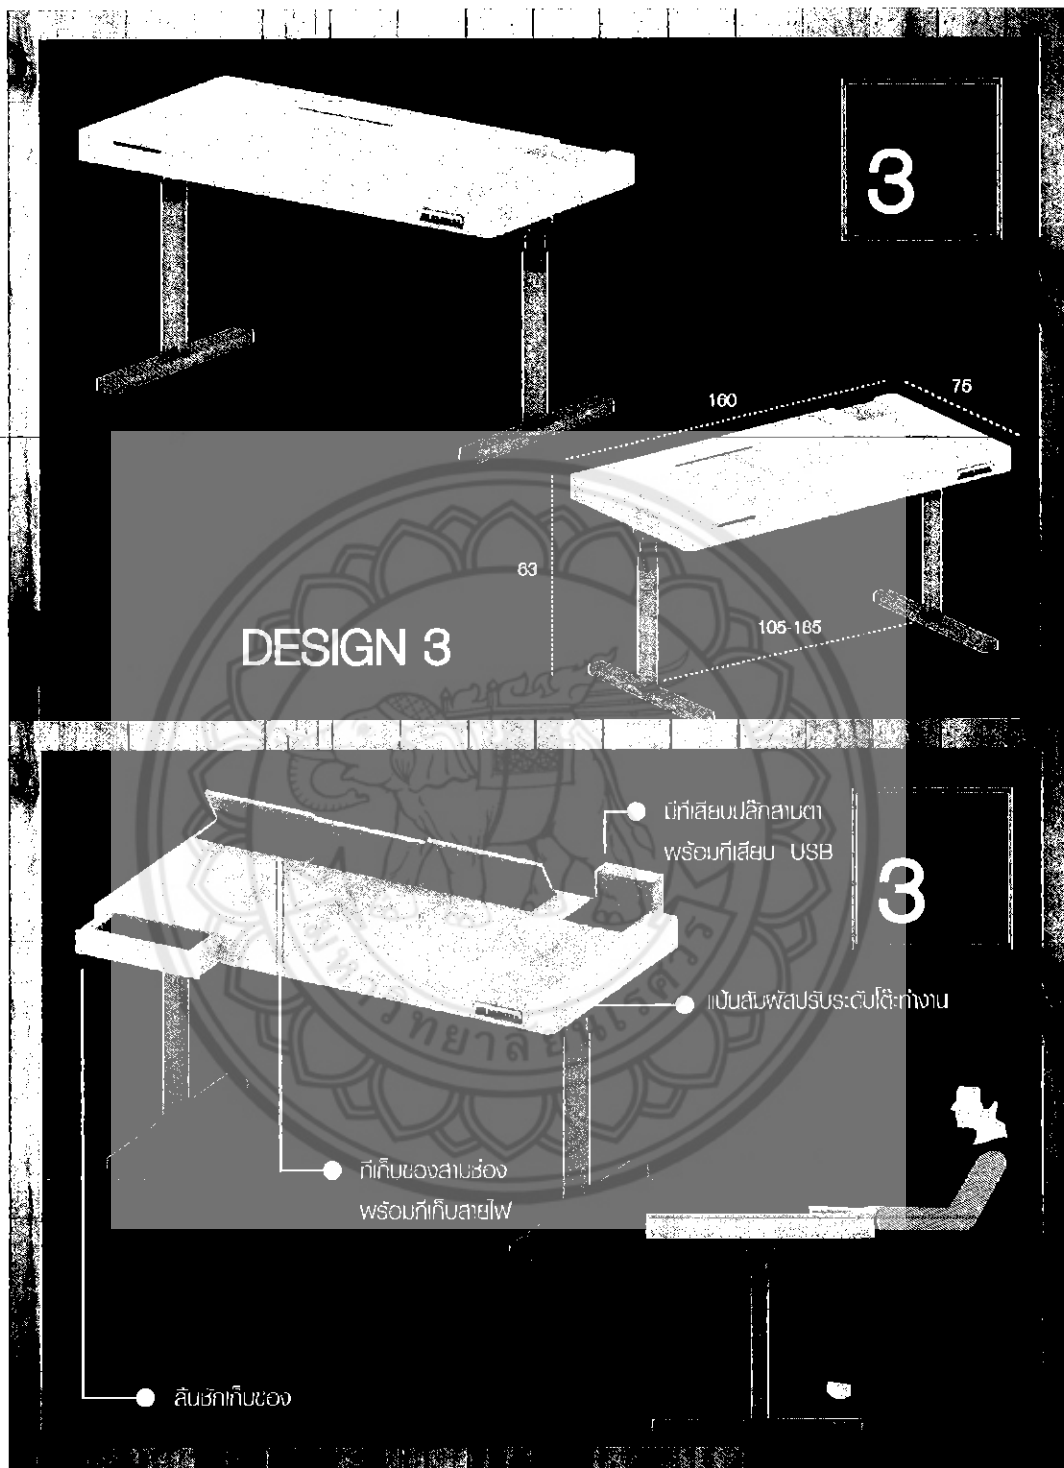 3
160
75
83
105-185
DESIGN 3
มีที่เสียบปลั๊กสามตา
พร้อมที่เสียบ USB
3
แป้นสัมผัสปรับระดับโต๊ะทำงาน
ที่เก็บของสามช่อง
พร้อมที่เก็บสายไฟ
ลิ้นชักเก็บของ